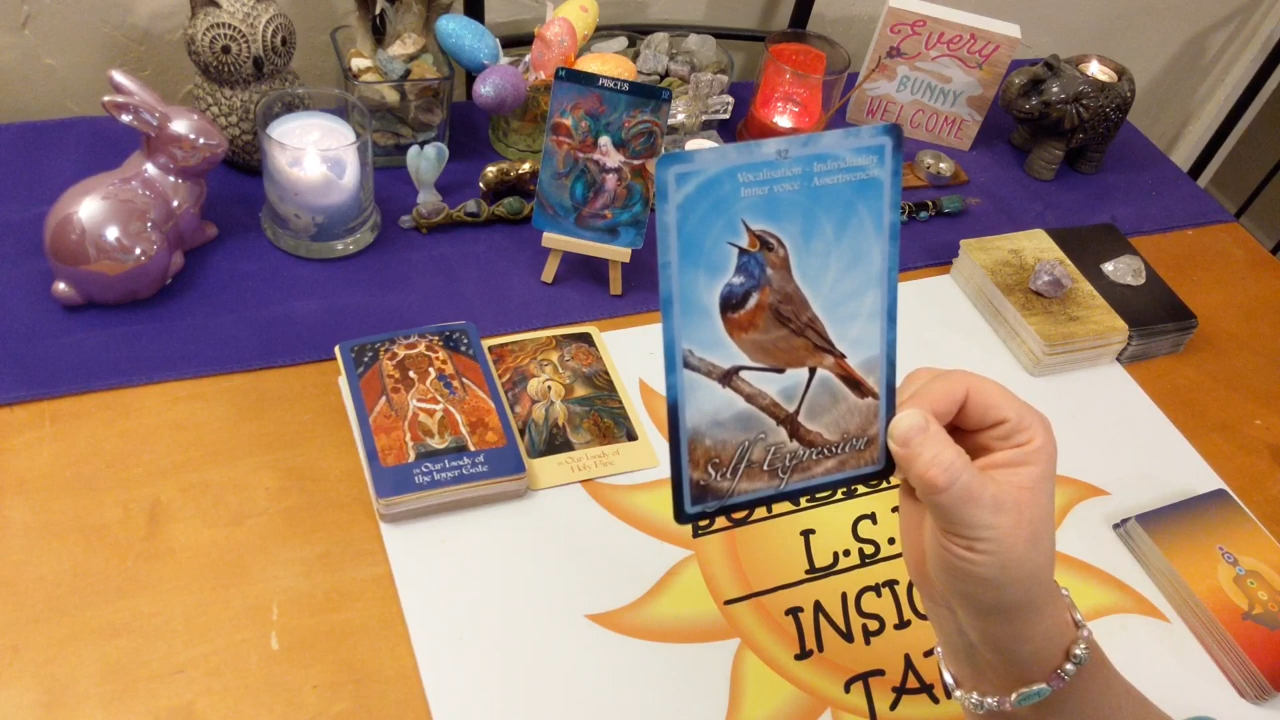 PISCES
12
Every
BUNNY
WELCOME
32
Vocalisation - Individuality
Inner voice - Assertiveness
Self-Expression
Our Lady of
the Inner Gate
Our Lady of
Holy Fire
L.S.
INSIG
TA